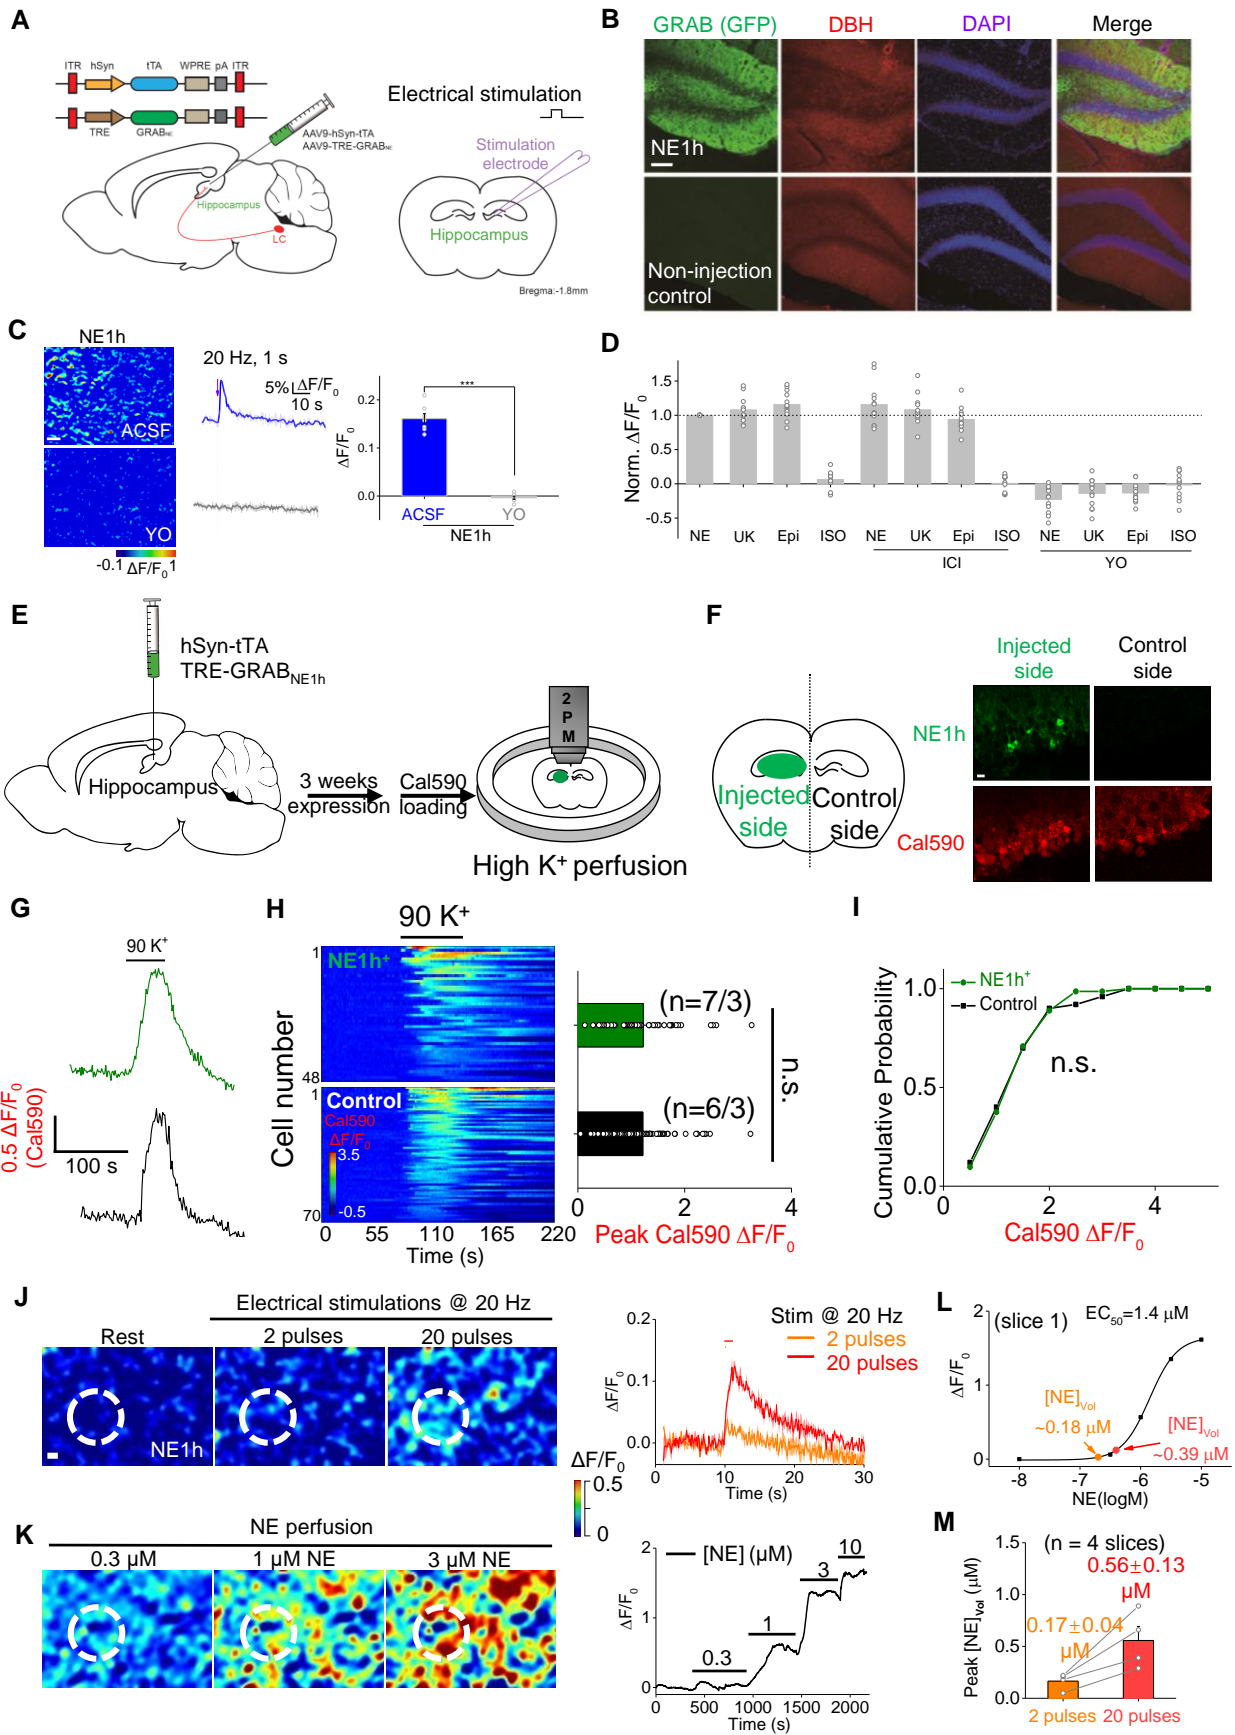 A
ITR hSyn tTA WPRE pA ITR
TRE GRABNE
AAV9-hSyn-tTA
AAV9-TRE-GRABNE
Hippocampus
LC
Electrical stimulation
Stimulation
electrode
Hippocampus
Bregma:-1.8mm
B
GRAB (GFP) DBH DAPI Merge
NE1h
Non-injection
control
C
NE1h
ACSF
YO
-0.1 ΔF/F0 1
20 Hz, 1 s
5% ΔF/F0
10 s
ΔF/F0
0.2
0.1
0.0
***
ACSF YO
NE1h
D
Norm. ΔF/F0
1.5
1.0
0.5
0.0
-0.5
NE UK Epi ISO NE UK Epi ISO NE UK Epi ISO
ICI YO
E
hSyn-tTA
TRE-GRABNE1h
Hippocampus
3 weeks
expression
Cal590
loading
2
P
M
High K+ perfusion
F
Injected
side
Control
side
Injected
side
Control
side
NE1h
Cal590
G
90 K+
0.5 ΔF/F0
(Cal590)
100 s
H
90 K+
Cell number
1
NE1h+
48
1
Control
Cal590
ΔF/F0
3.5
-0.5
70
0 55 110 165 220
Time (s)
(n=7/3)
(n=6/3)
n.s.
0 2 4
Peak Cal590 ΔF/F0
I
Cumulative Probability
1.0
0.5
0.0
NE1h+
Control
n.s.
0 2 4
Cal590 ΔF/F0
J
Electrical stimulations @ 20 Hz
Rest 2 pulses 20 pulses
NE1h
ΔF/F0
0.5
0
ΔF/F0
0.2
0.1
0.0
Stim @ 20 Hz
2 pulses
20 pulses
0 10 20 30
Time (s)
K
NE perfusion
0.3 μM 1 μM NE 3 μM NE
ΔF/F0
2
1
0
[NE] (μM)
0.3
1
3
10
0 500 1000 1500 2000
Time (s)
L
(slice 1)
EC50=1.4 μM
ΔF/F0
2
1
0
[NE]Vol
~0.18 μM
[NE]Vol
~0.39 μM
-8 -7 -6 -5
NE(logM)
M
(n = 4 slices)
Peak [NE]Vol (μM)
1.5
1.0
0.5
0.0
0.56±0.13
μM
0.17±0.04
μM
2 pulses 20 pulses